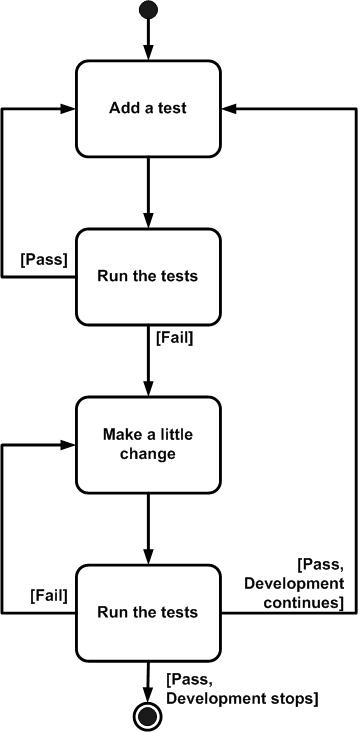 Add a test
[Pass]
Run the tests
[Fail]
Make a little
change
[Pass,
Development
continues]
[Fail]
Run the tests
[Pass,
Development stops]